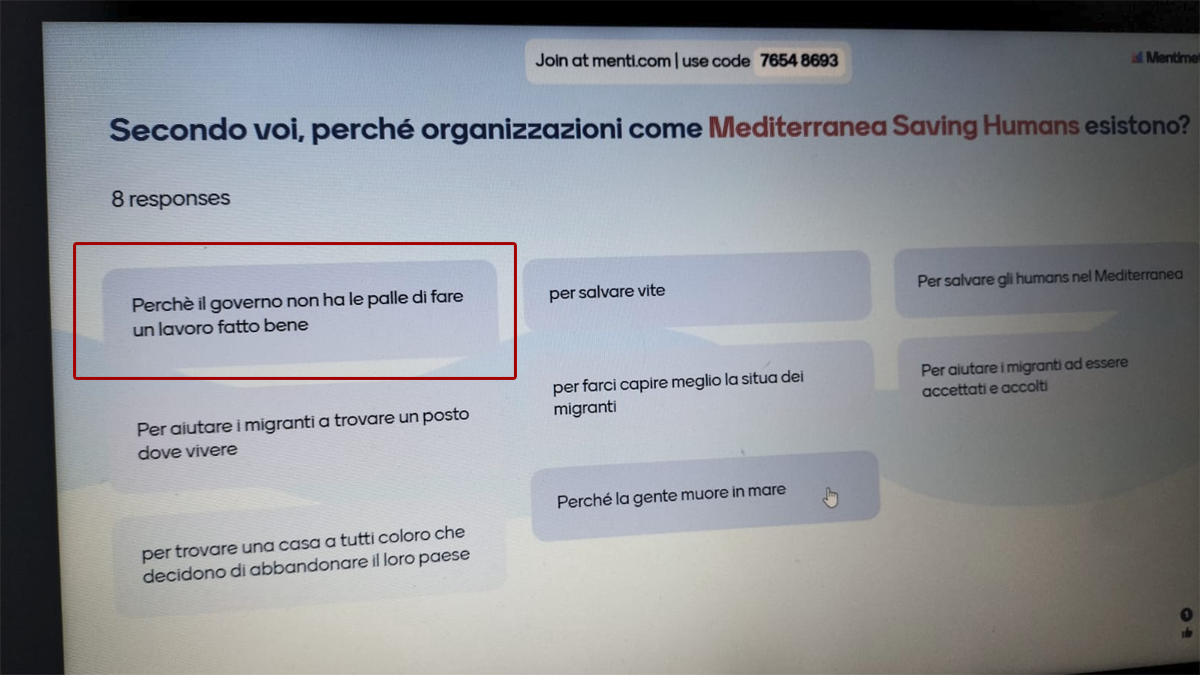 Join at menti.com | use code 7654 8693
Secondo voi, perché organizzazioni come Mediterranea Saving Humans esistono?
8 responses
Perchè il governo non ha le palle di fare
un lavoro fatto bene
Per aiutare i migranti a trovare un posto
dove vivere
per trovare una casa a tutti coloro che
decidono di abbandonare il loro paese
per salvare vite
per farci capire meglio la situa dei
migranti
Perché la gente muore in mare
Per salvare gli humans nel Mediterranea
Per aiutare i migranti ad essere
accettati e accolti